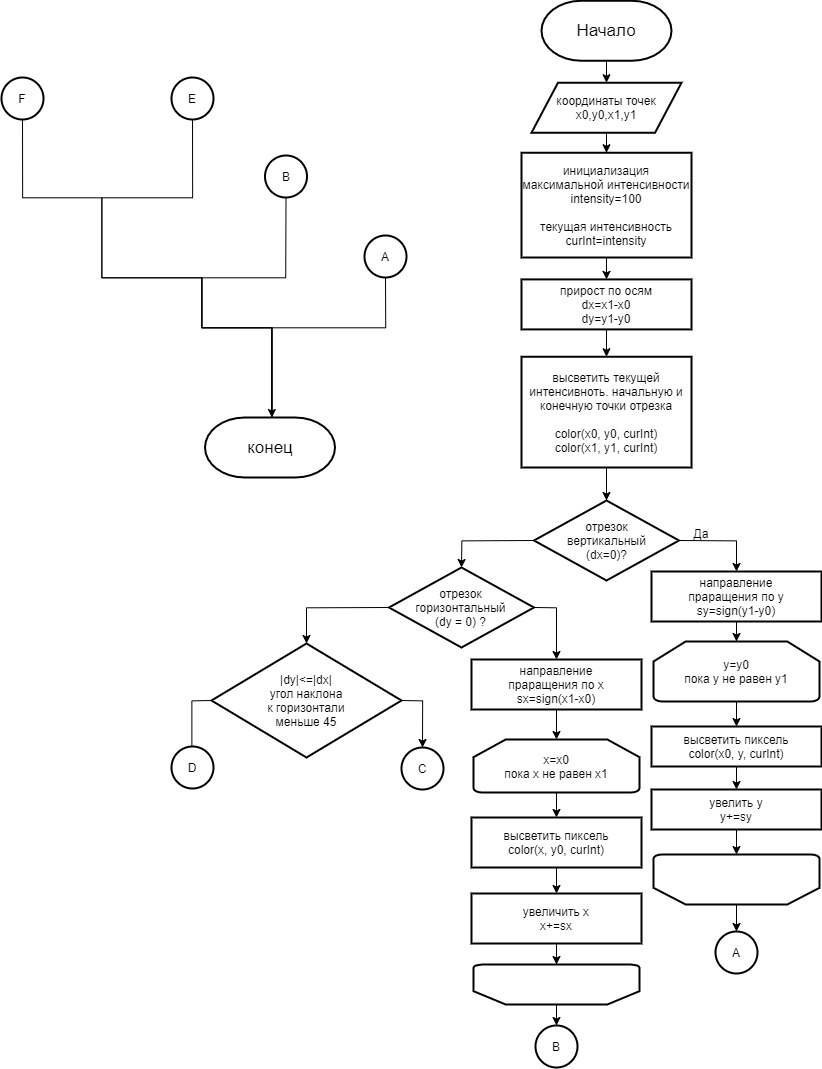 Начало
координаты точек
x0,y0,x1,y1
инициализация
максимальной интенсивности
intensity=100
текущая интенсивность
curInt=intensity
прирост по осям
dx=x1-x0
dy=y1-y0
высветить текущей
интенсивноть. начальную и
конечную точки отрезка
color(x0, y0, curInt)
color(x1, y1, curInt)
отрезок
вертикальный
(dx=0)?
Да
направление
праращения по y
sy=sign(y1-y0)
y=y0
пока y не равен y1
высветить пиксель
color(x0, y, curInt)
увелить y
y+=sy
A
отрезок
горизонтальный
(dy = 0) ?
направление
праращения по x
sx=sign(x1-x0)
x=x0
пока x не равен x1
высветить пиксель
color(x, y0, curInt)
увеличить x
x+=sx
B
|dy|<=|dx|
угол наклона
к горизонтали
меньше 45
D
C
F
E
B
A
конец